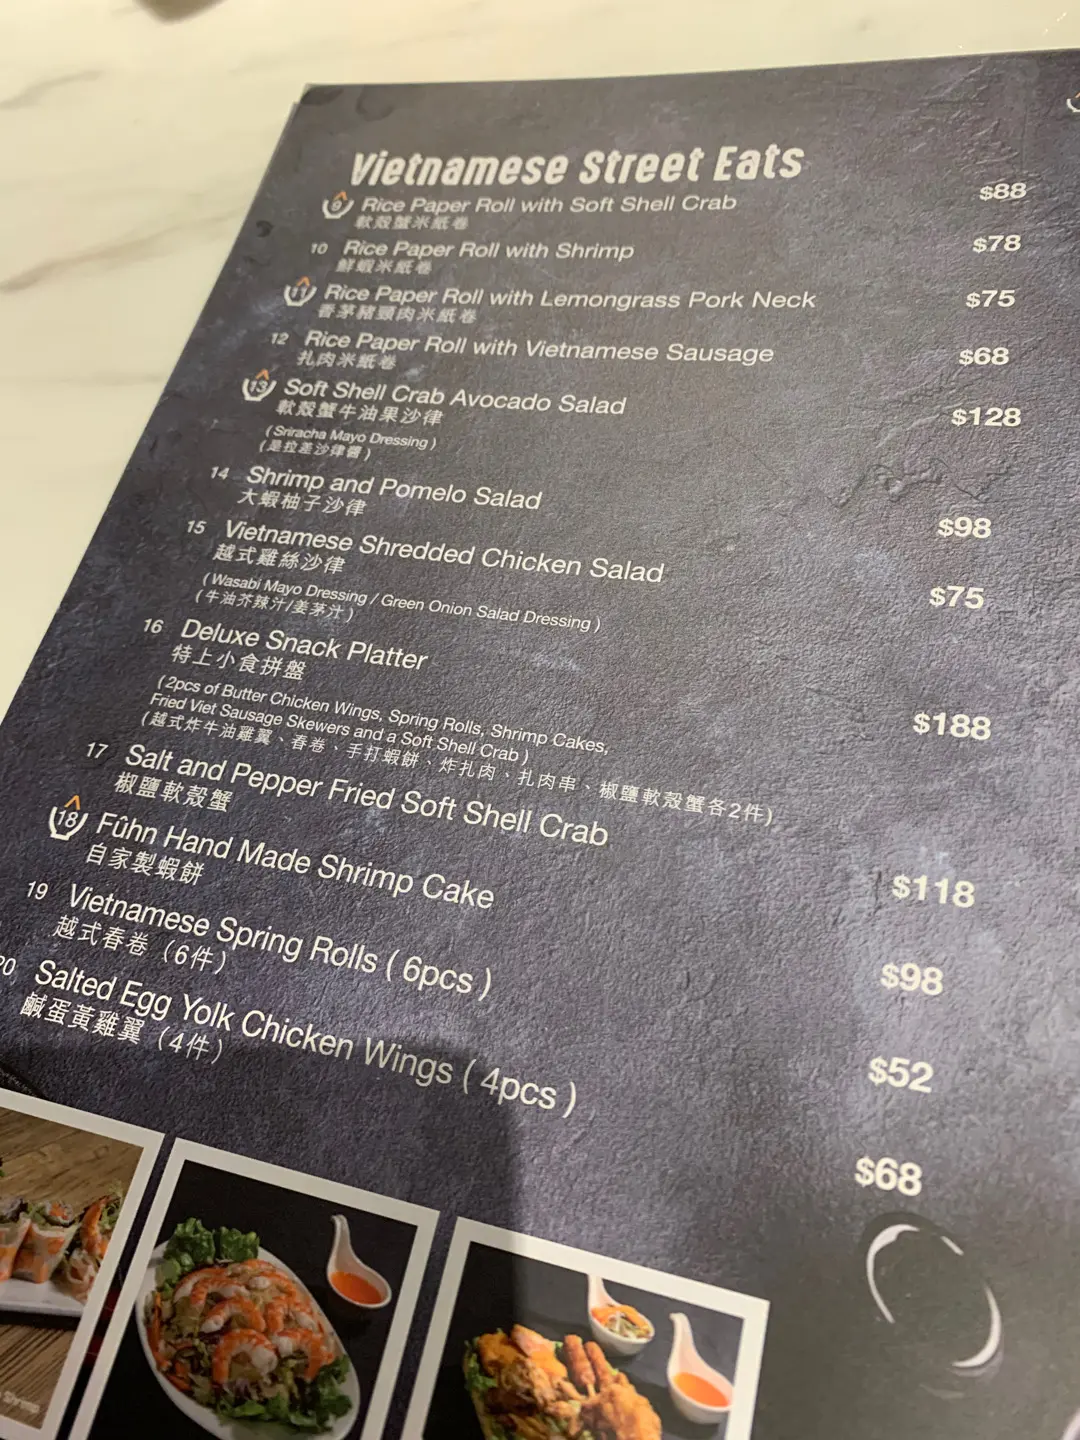 Vietnamese Street Eats
9 Rice Paper Roll with Soft Shell Crab $88
軟殼蟹米紙卷
10 Rice Paper Roll with Shrimp $78
鮮蝦米紙卷
11 Rice Paper Roll with Lemongrass Pork Neck $75
香茅豬頸肉米紙卷
12 Rice Paper Roll with Vietnamese Sausage $68
扎肉米紙卷
13 Soft Shell Crab Avocado Salad $128
軟殼蟹牛油果沙律
(Sriracha Mayo Dressing)
(是拉差沙律醬)
14 Shrimp and Pomelo Salad $98
大蝦柚子沙律
15 Vietnamese Shredded Chicken Salad $75
越式雞絲沙律
(Wasabi Mayo Dressing / Green Onion Salad Dressing)
(牛油芥辣汁/姜茅汁)
16 Deluxe Snack Platter $188
特上小食拼盤
(2pcs of Butter Chicken Wings, Spring Rolls, Shrimp Cakes,
Fried Viet Sausage Skewers and a Soft Shell Crab)
(越式炸牛油雞翼、春卷、手打蝦餅、炸扎肉、扎肉串、椒鹽軟殼蟹各2件)
17 Salt and Pepper Fried Soft Shell Crab $118
椒鹽軟殼蟹
18 Fûhn Hand Made Shrimp Cake $98
自家製蝦餅
19 Vietnamese Spring Rolls (6pcs) $52
越式春卷（6件）
20 Salted Egg Yolk Chicken Wings (4pcs) $68
鹹蛋黃雞翼（4件）